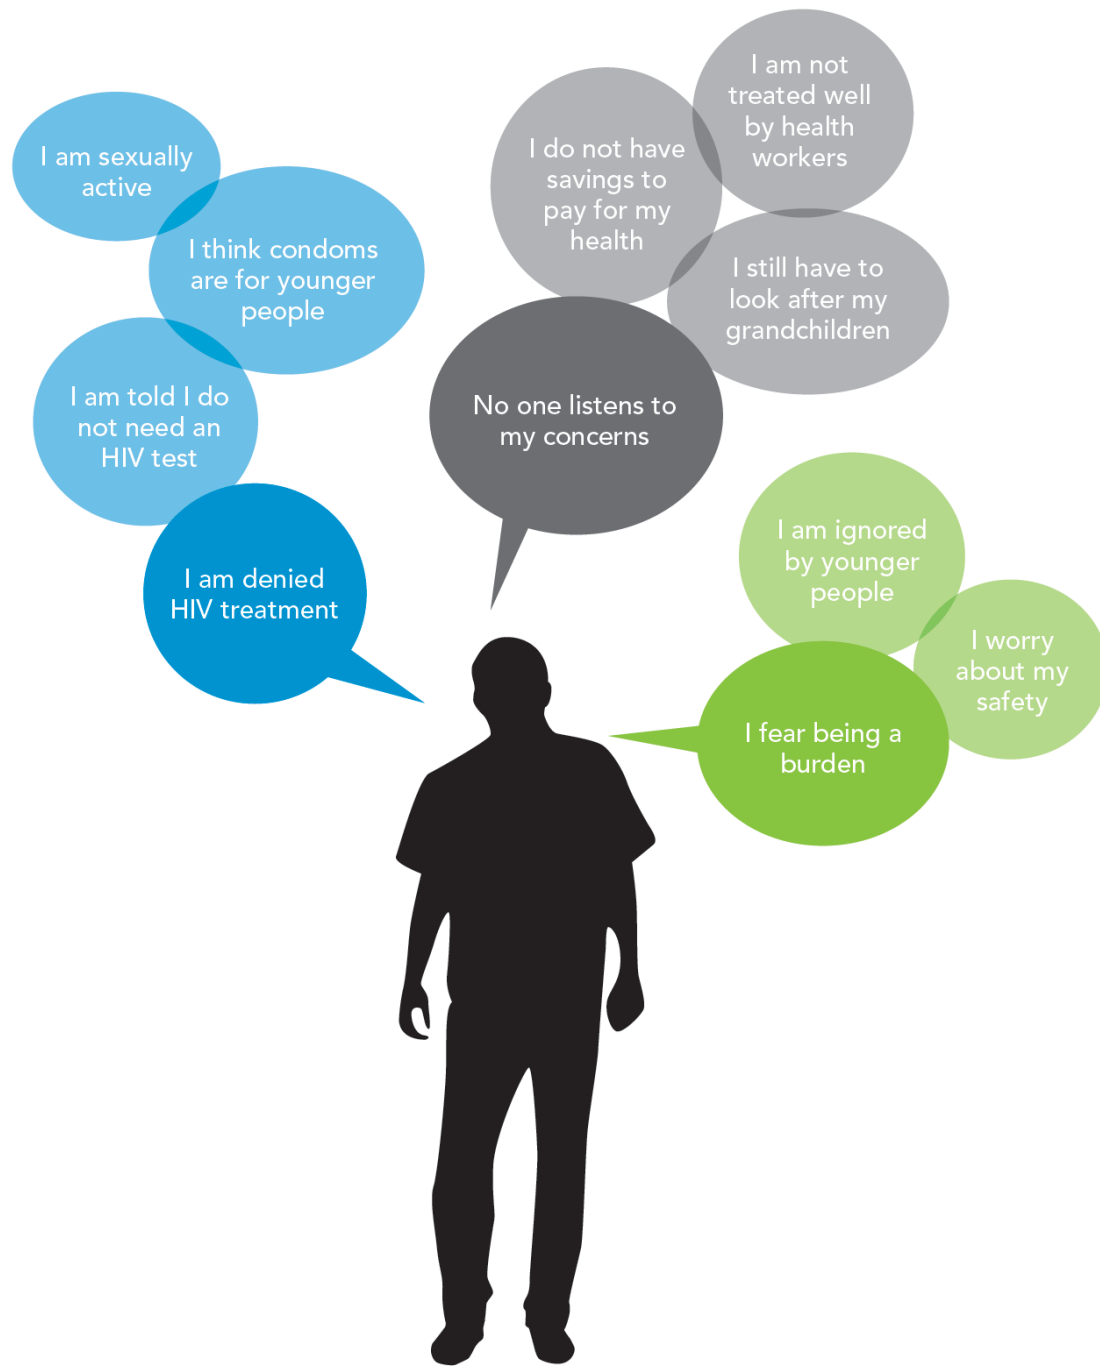 I am sexually
active
I think condoms
are for younger
people
I am told I do
not need an
HIV test
I am denied
HIV treatment
I am not
treated well
by health
workers
I do not have
savings to
pay for my
health
I still have to
look after my
grandchildren
No one listens to
my concerns
I am ignored
by younger
people
I worry
about my
safety
I fear being a
burden